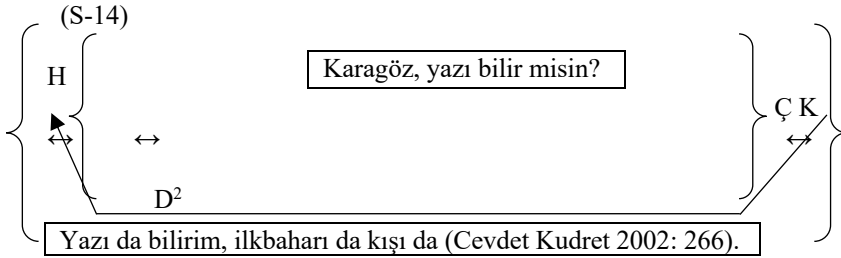 (S-14)
H
Karagöz, yazı bilir misin?
Ç K
↔ ↔ ↔
D²
Yazı da bilirim, ilkbaharı da kışı da (Cevdet Kudret 2002: 266).